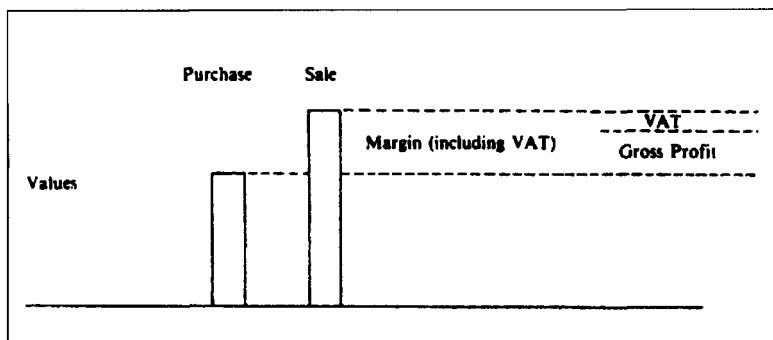 Purchase Sale
VAT
Margin (including VAT)
Gross Profit
Values